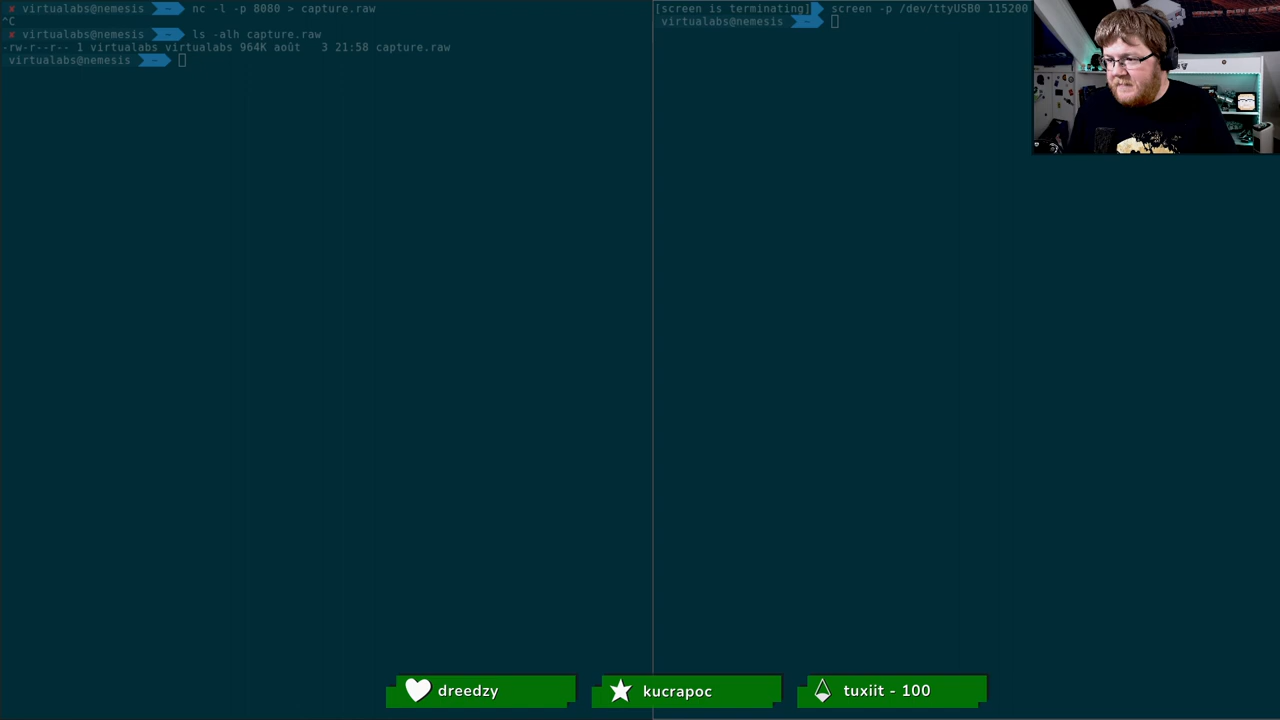 ✘ virtualabs@nemesis ~ nc -l -p 8080 > capture.raw
^C
✘ virtualabs@nemesis ~ ls -alh capture.raw
-rw-r--r-- 1 virtualabs virtualabs 964K août   3 21:58 capture.raw
virtualabs@nemesis ~
[screen is terminating] screen -p /dev/ttyUSB0 115200
virtualabs@nemesis ~
dreedzy
kucrapoc
tuxiit - 100